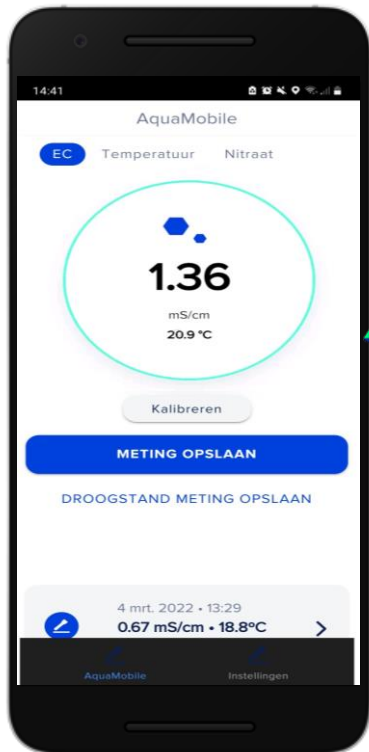 14:41
AquaMobile
EC Temperatuur Nitraat
1.36
mS/cm
20.9 °C
Kalibreren
METING OPSLAAN
DROOGSTAND METING OPSLAAN
4 mrt. 2022 • 13:29
0.67 mS/cm • 18.8°C
AquaMobile Instellingen